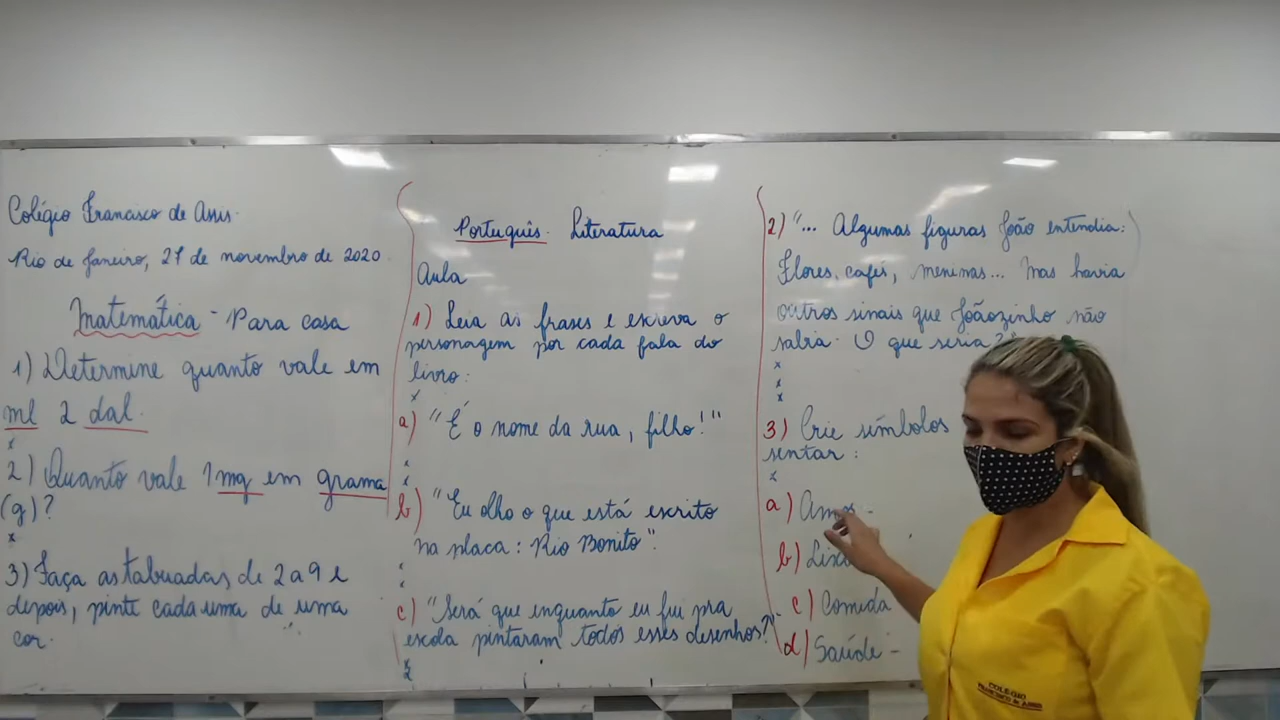 Colégio Francisco de Assis.
Rio de Janeiro, 27 de novembro de 2020
Matemática - Para casa
1) Determine quanto vale em
ml 2 dal.
x
2) Quanto vale 1mg em grama
(g)?
x
3) Faça as tabuadas de 2 a 9 e
depois, pinte cada uma de uma
cor.
Português. Literatura
Aula
1) Leia as frases e escreva o
personagem por cada fala do
livro:
x
a) "É o nome da rua, filho!"
x
x
b) "Eu olho o que está escrito
na placa: Rio Bonito".
x
x
c) "Será que enquanto eu fui pra
escola pintaram todos esses desenhos?".
x
2) "... Algumas figuras João entendia:
Flores, cafés, meninas... Mas havia
outros sinais que Joãozinho não
sabia. O que seria?"
x
x
x
3) Crie símbolos
sentar:
x
a) Amor -
b) Lixo
c) Comida
d) Saúde -
COLÉGIO
FRANCISCO DE ASSIS